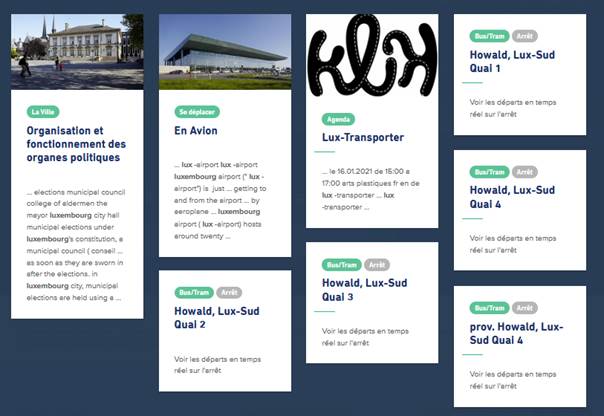 La Ville
Organisation et
fonctionnement des
organes politiques
... elections municipal council
college of aldermen the
mayor luxembourg city hall
municipal elections under
luxembourg's constitution, a
municipal council ( conseil ...
as soon as they are sworn in
after the elections. in
luxembourg city, municipal
elections are held using a ...
Se déplacer
En Avion
... lux -airport lux -airport
luxembourg airport (" lux -
airport") is just ... getting to
and from the airport ... by
aeroplane ... luxembourg
airport ( lux -airport) hosts
around twenty ...
Bus/Tram Arrêt
Howald, Lux-Sud
Quai 2
Voir les départs en temps
réel sur l'arrêt
lux
Agenda
Lux-Transporter
... le 16.01.2021 de 15:00 a
17:00 arts plastiques fr en de
lux -transporter ... lux
-transporter ...
Bus/Tram Arrêt
Howald, Lux-Sud
Quai 3
Voir les départs en temps
réel sur l'arrêt
Bus/Tram Arrêt
Howald, Lux-Sud
Quai 1
Voir les départs en temps
réel sur l'arrêt
Bus/Tram Arrêt
Howald, Lux-Sud
Quai 4
Voir les départs en temps
réel sur l'arrêt
Bus/Tram Arrêt
prov. Howald, Lux-
Sud Quai 4
Voir les départs en temps
réel sur l'arrêt